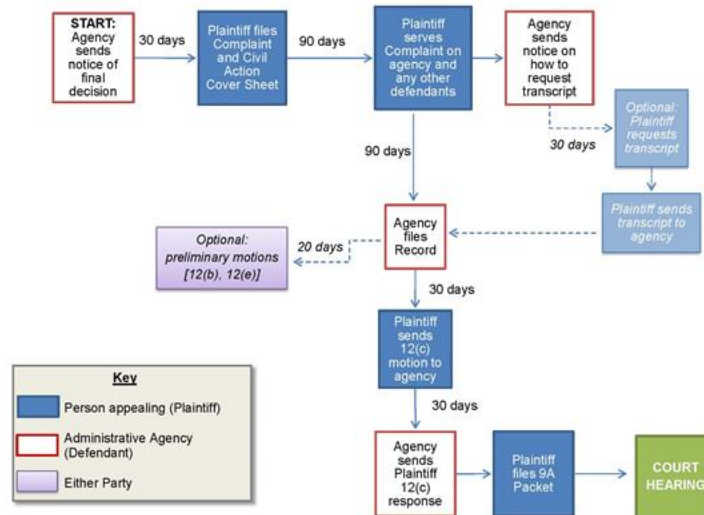 START:
Agency
sends
notice of
final
decision
30 days
Plaintiff files
Complaint
and Civil
Action
Cover Sheet
90 days
Plaintiff
serves
Complaint on
agency and
any other
defendants
Agency
sends
notice on
how to
request
transcript
30 days
Optional:
Plaintiff
requests
transcript
Plaintiff sends
transcript to
agency
90 days
Agency
files
Record
20 days
Optional:
preliminary motions
[12(b), 12(e)]
30 days
Plaintiff
sends
12(c)
motion to
agency
30 days
Agency
sends
Plaintiff
12(c)
response
Plaintiff
files 9A
Packet
COURT
HEARING
Key
Person appealing (Plaintiff)
Administrative Agency
(Defendant)
Either Party